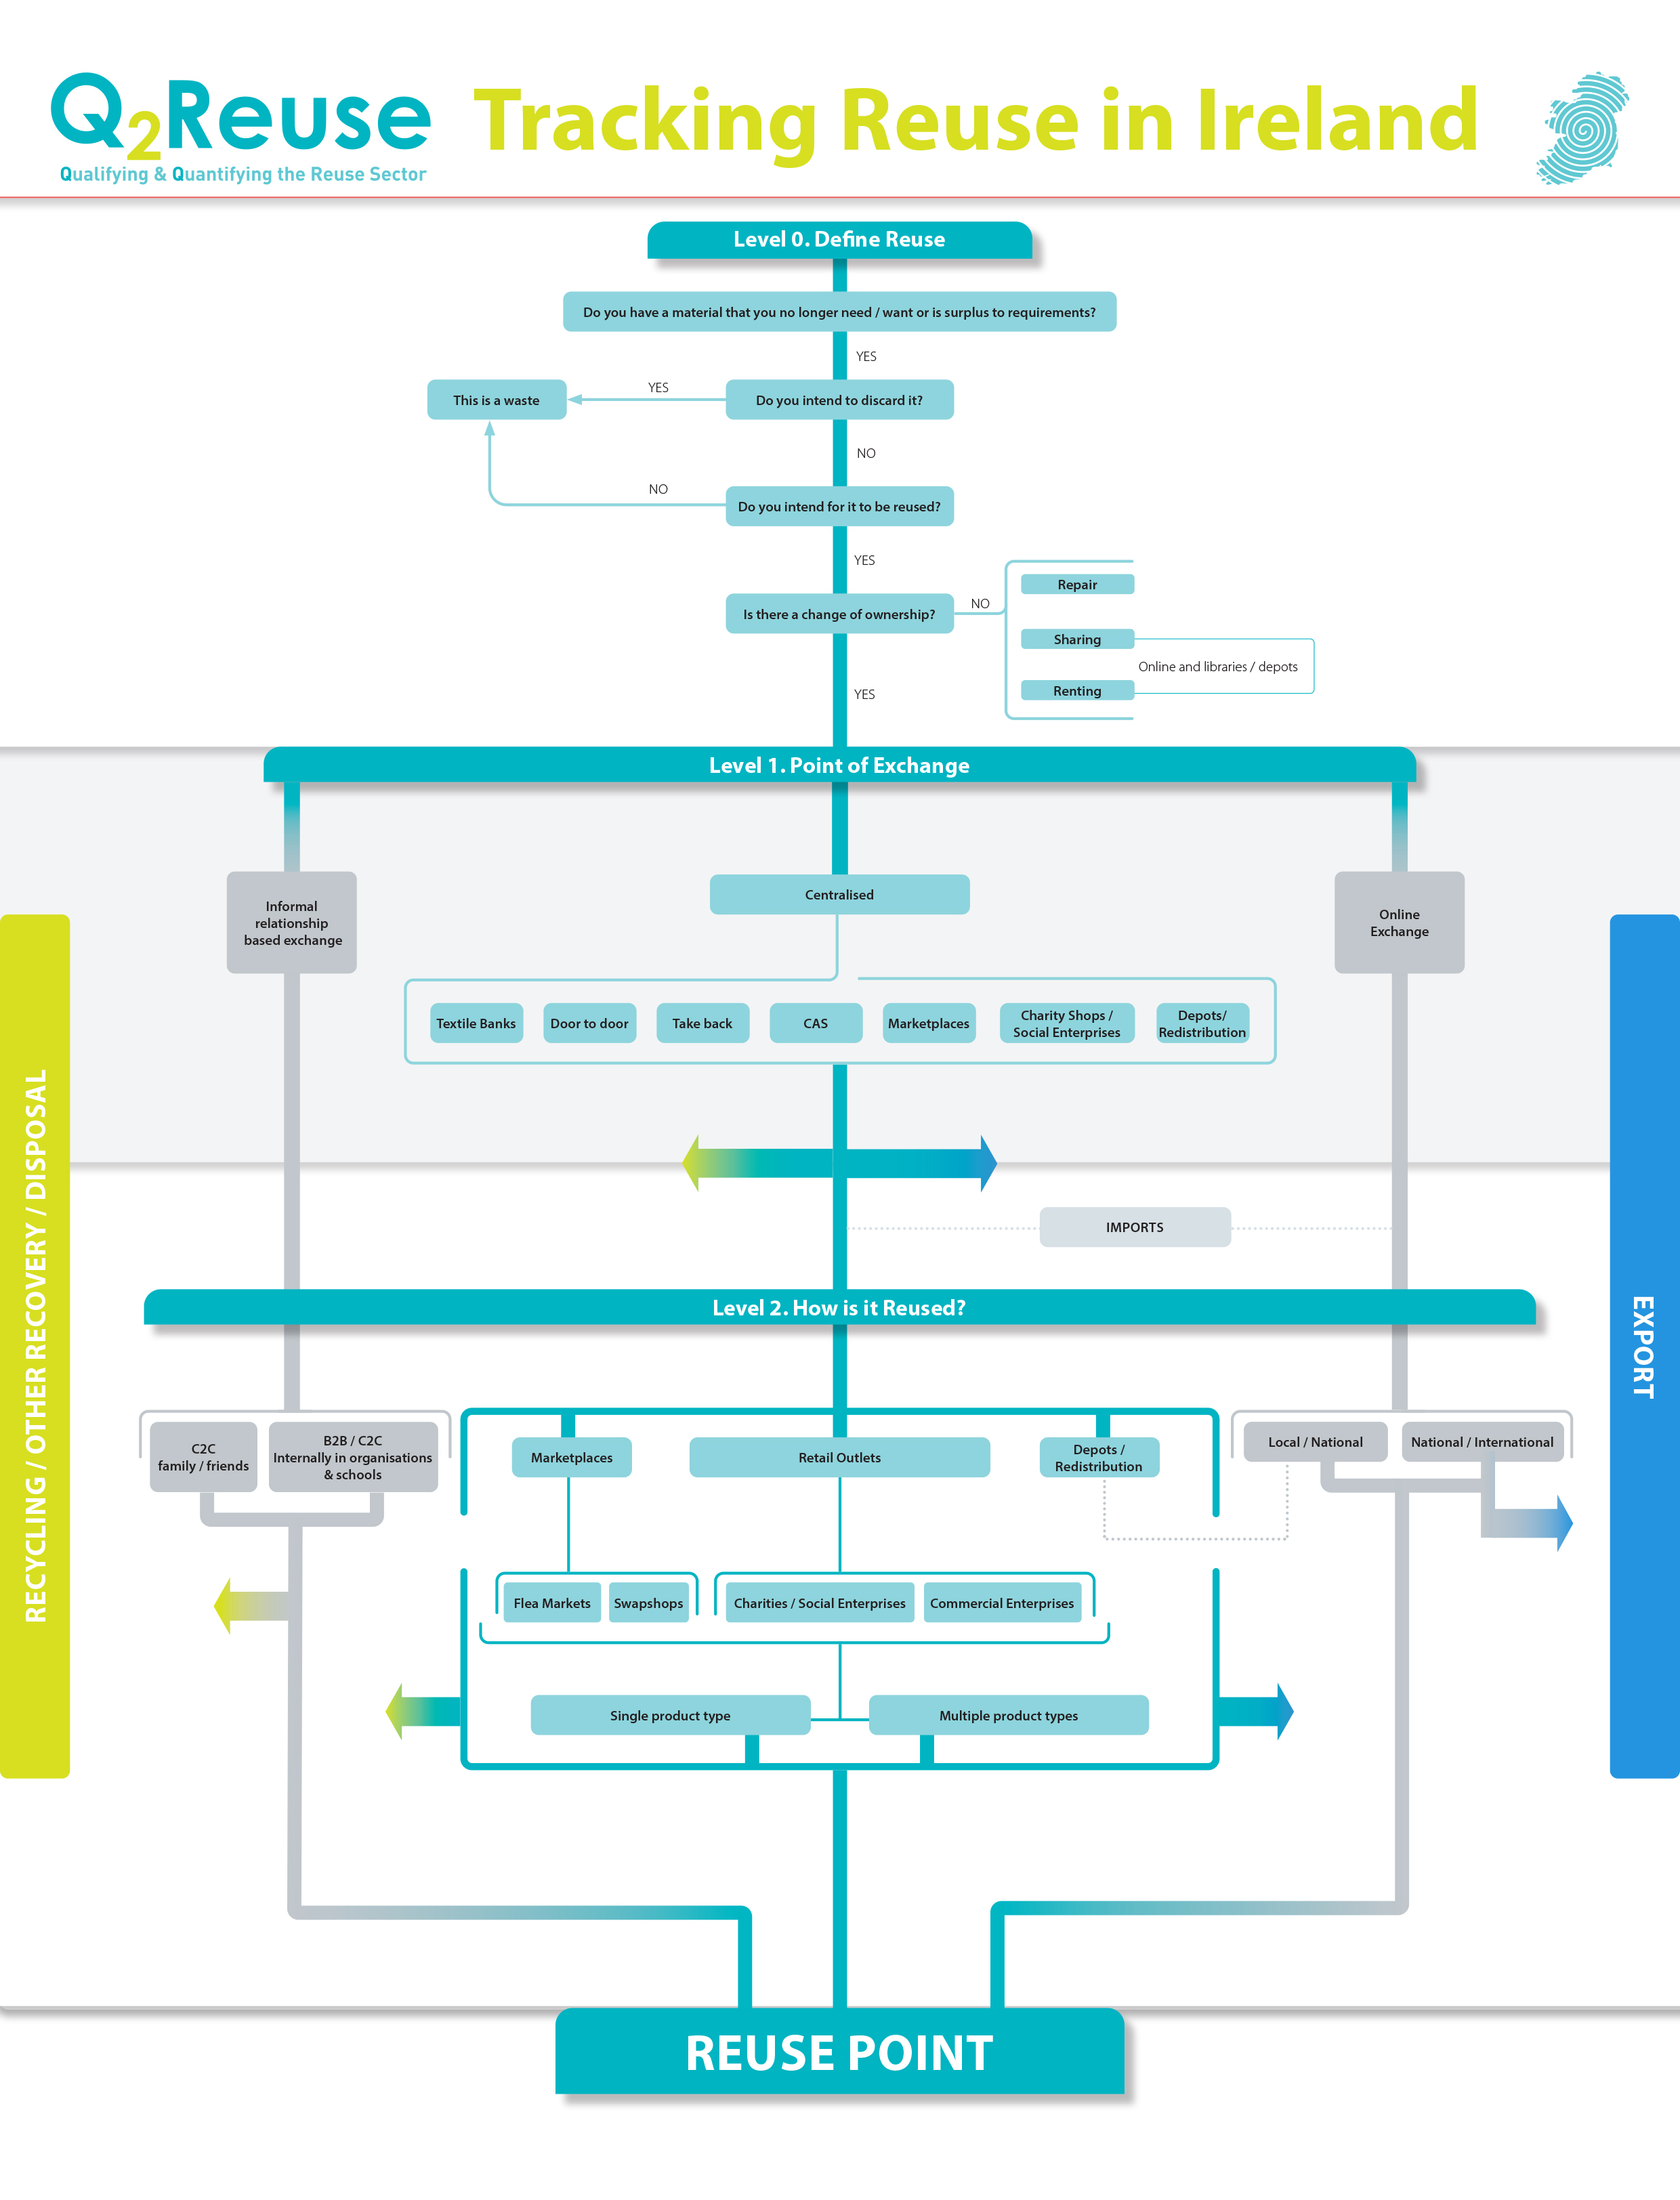 Q2Reuse
Qualifying & Quantifying the Reuse Sector
Tracking Reuse in Ireland
Level 0. Define Reuse
Do you have a material that you no longer need / want or is surplus to requirements?
YES
This is a waste
YES
Do you intend to discard it?
NO
NO
Do you intend for it to be reused?
YES
Is there a change of ownership?
NO
Repair
Sharing
Online and libraries / depots
Renting
YES
Level 1. Point of Exchange
Informal
relationship
based exchange
Centralised
Online
Exchange
Textile Banks
Door to door
Take back
CAS
Marketplaces
Charity Shops /
Social Enterprises
Depots/
Redistribution
RECYCLING / OTHER RECOVERY / DISPOSAL
EXPORT
IMPORTS
Level 2. How is it Reused?
C2C
family / friends
B2B / C2C
Internally in organisations
& schools
Marketplaces
Retail Outlets
Depots /
Redistribution
Local / National
National / International
Flea Markets
Swapshops
Charities / Social Enterprises
Commercial Enterprises
Single product type
Multiple product types
REUSE POINT